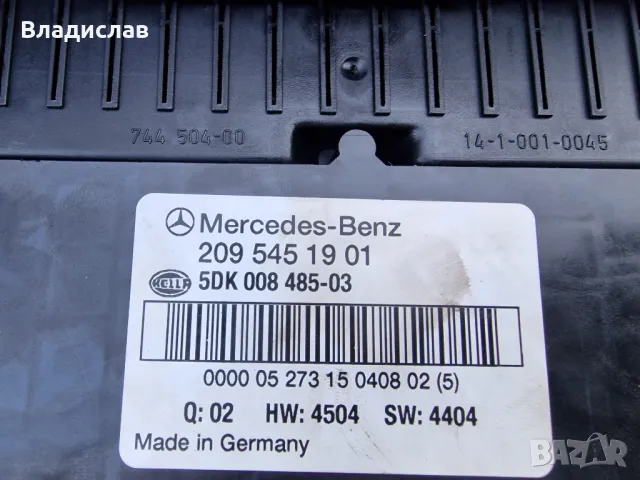 Владислав
744 504-00
14-1-001-0045
Mercedes-Benz
209 545 19 01
HELLA 5DK 008 485-03
0000 05 273 15 0408 02 (5)
Q: 02 HW: 4504 SW: 4404
Made in Germany
BAZAR